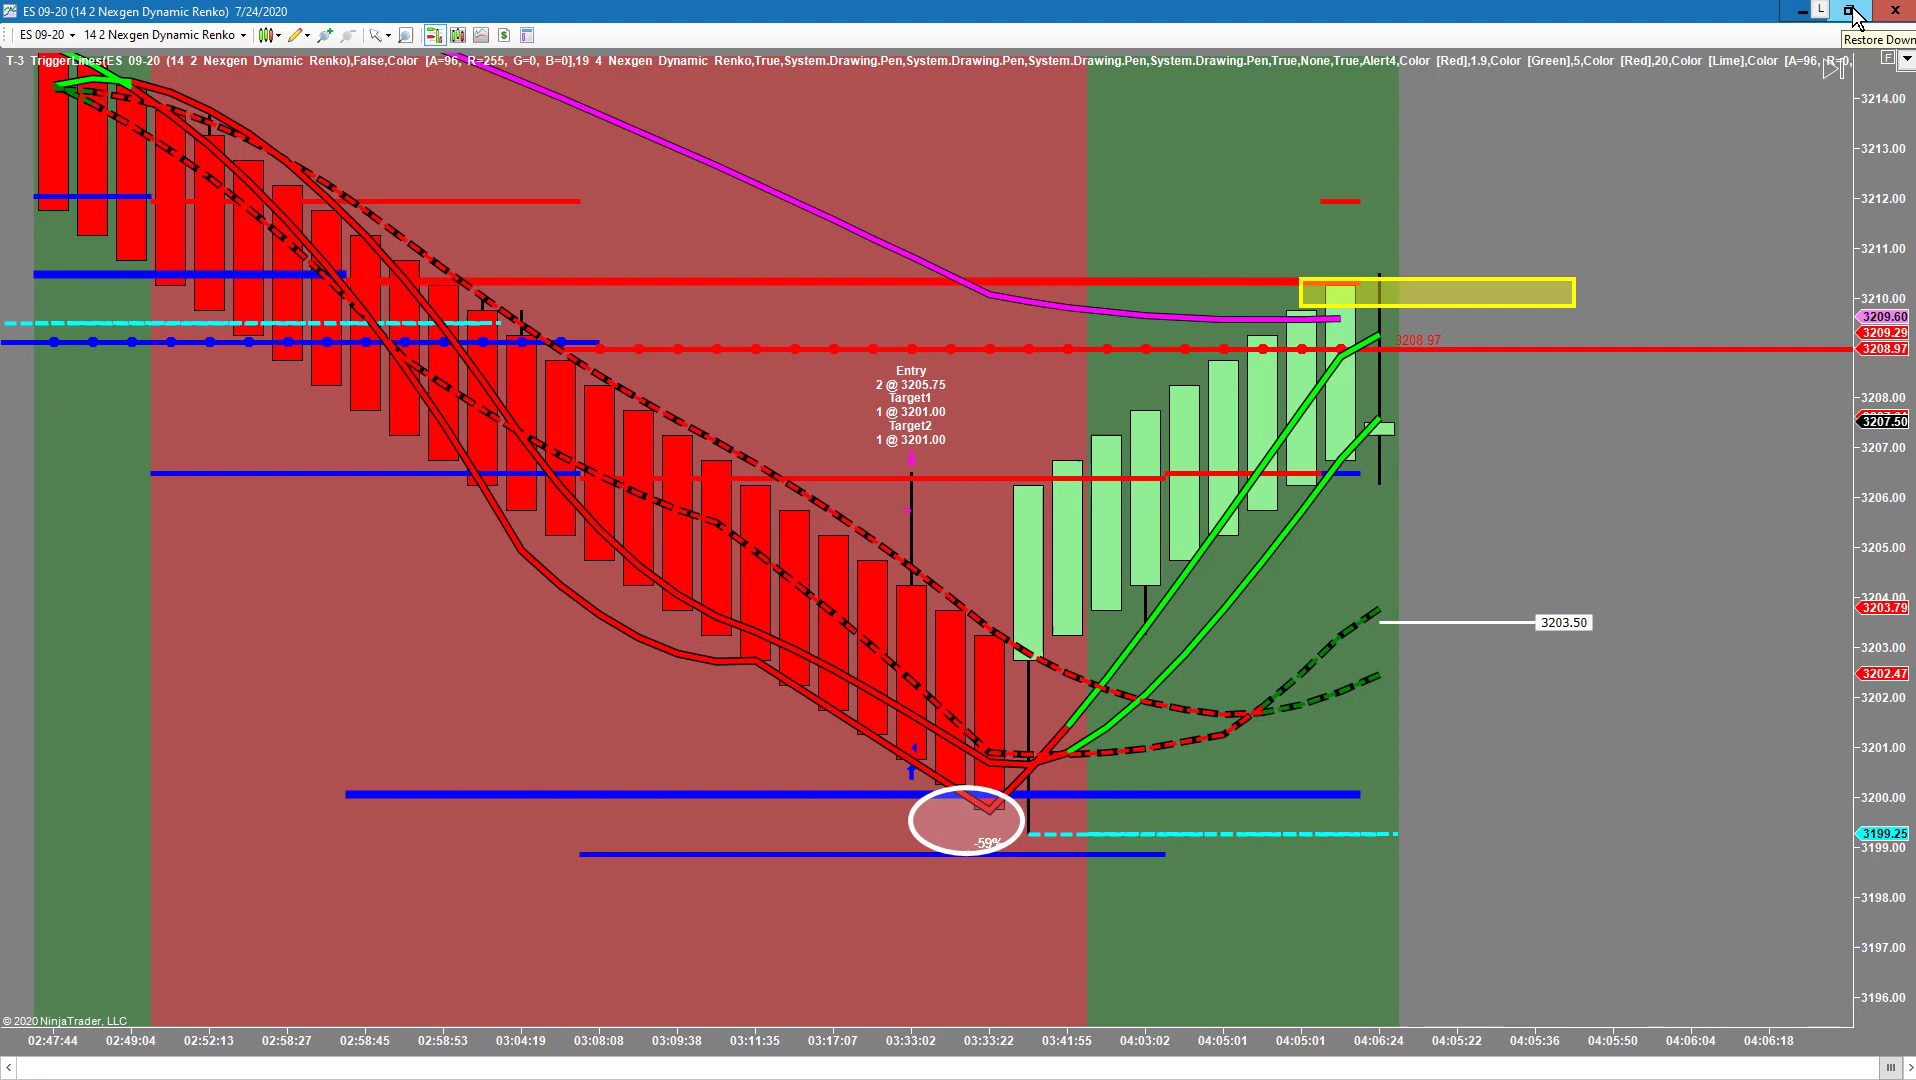 ES 09-20 (14 2 Nexgen Dynamic Renko)  7/24/2020
L
ES 09-20
14 2 Nexgen Dynamic Renko
Restore Down
T-3 TriggerLines(ES 09-20 (14 2 Nexgen Dynamic Renko),False,Color [A=96, R=255, G=0, B=0],19 4 Nexgen Dynamic Renko,True,System.Drawing.Pen,System.Drawing.Pen,System.Drawing.Pen,System.Drawing.Pen,True,None,True,Alert4,Color [Red],1.9,Color [Green],5,Color [Red],20,Color [Lime],Color [A=96, R=0,
F
3214.00
3213.00
3212.00
3211.00
3210.00
3209.60
3209.29
3208.97
3208.97
Entry
2 @ 3205.75
Target1
1 @ 3201.00
Target2
1 @ 3201.00
3208.00
3207.50
3207.00
3206.00
3205.00
3204.00
3203.79
3203.50
3203.00
3202.47
3202.00
3201.00
3200.00
3199.25
-59%
3199.00
3198.00
3197.00
3196.00
© 2020 NinjaTrader, LLC
02:47:44 02:49:04 02:52:13 02:58:27 02:58:45 02:58:53 03:04:19 03:08:08 03:09:38 03:11:35 03:17:07 03:33:02 03:33:22 03:41:55 04:03:02 04:05:01 04:05:01 04:06:24 04:05:22 04:05:36 04:05:50 04:06:04 04:06:18